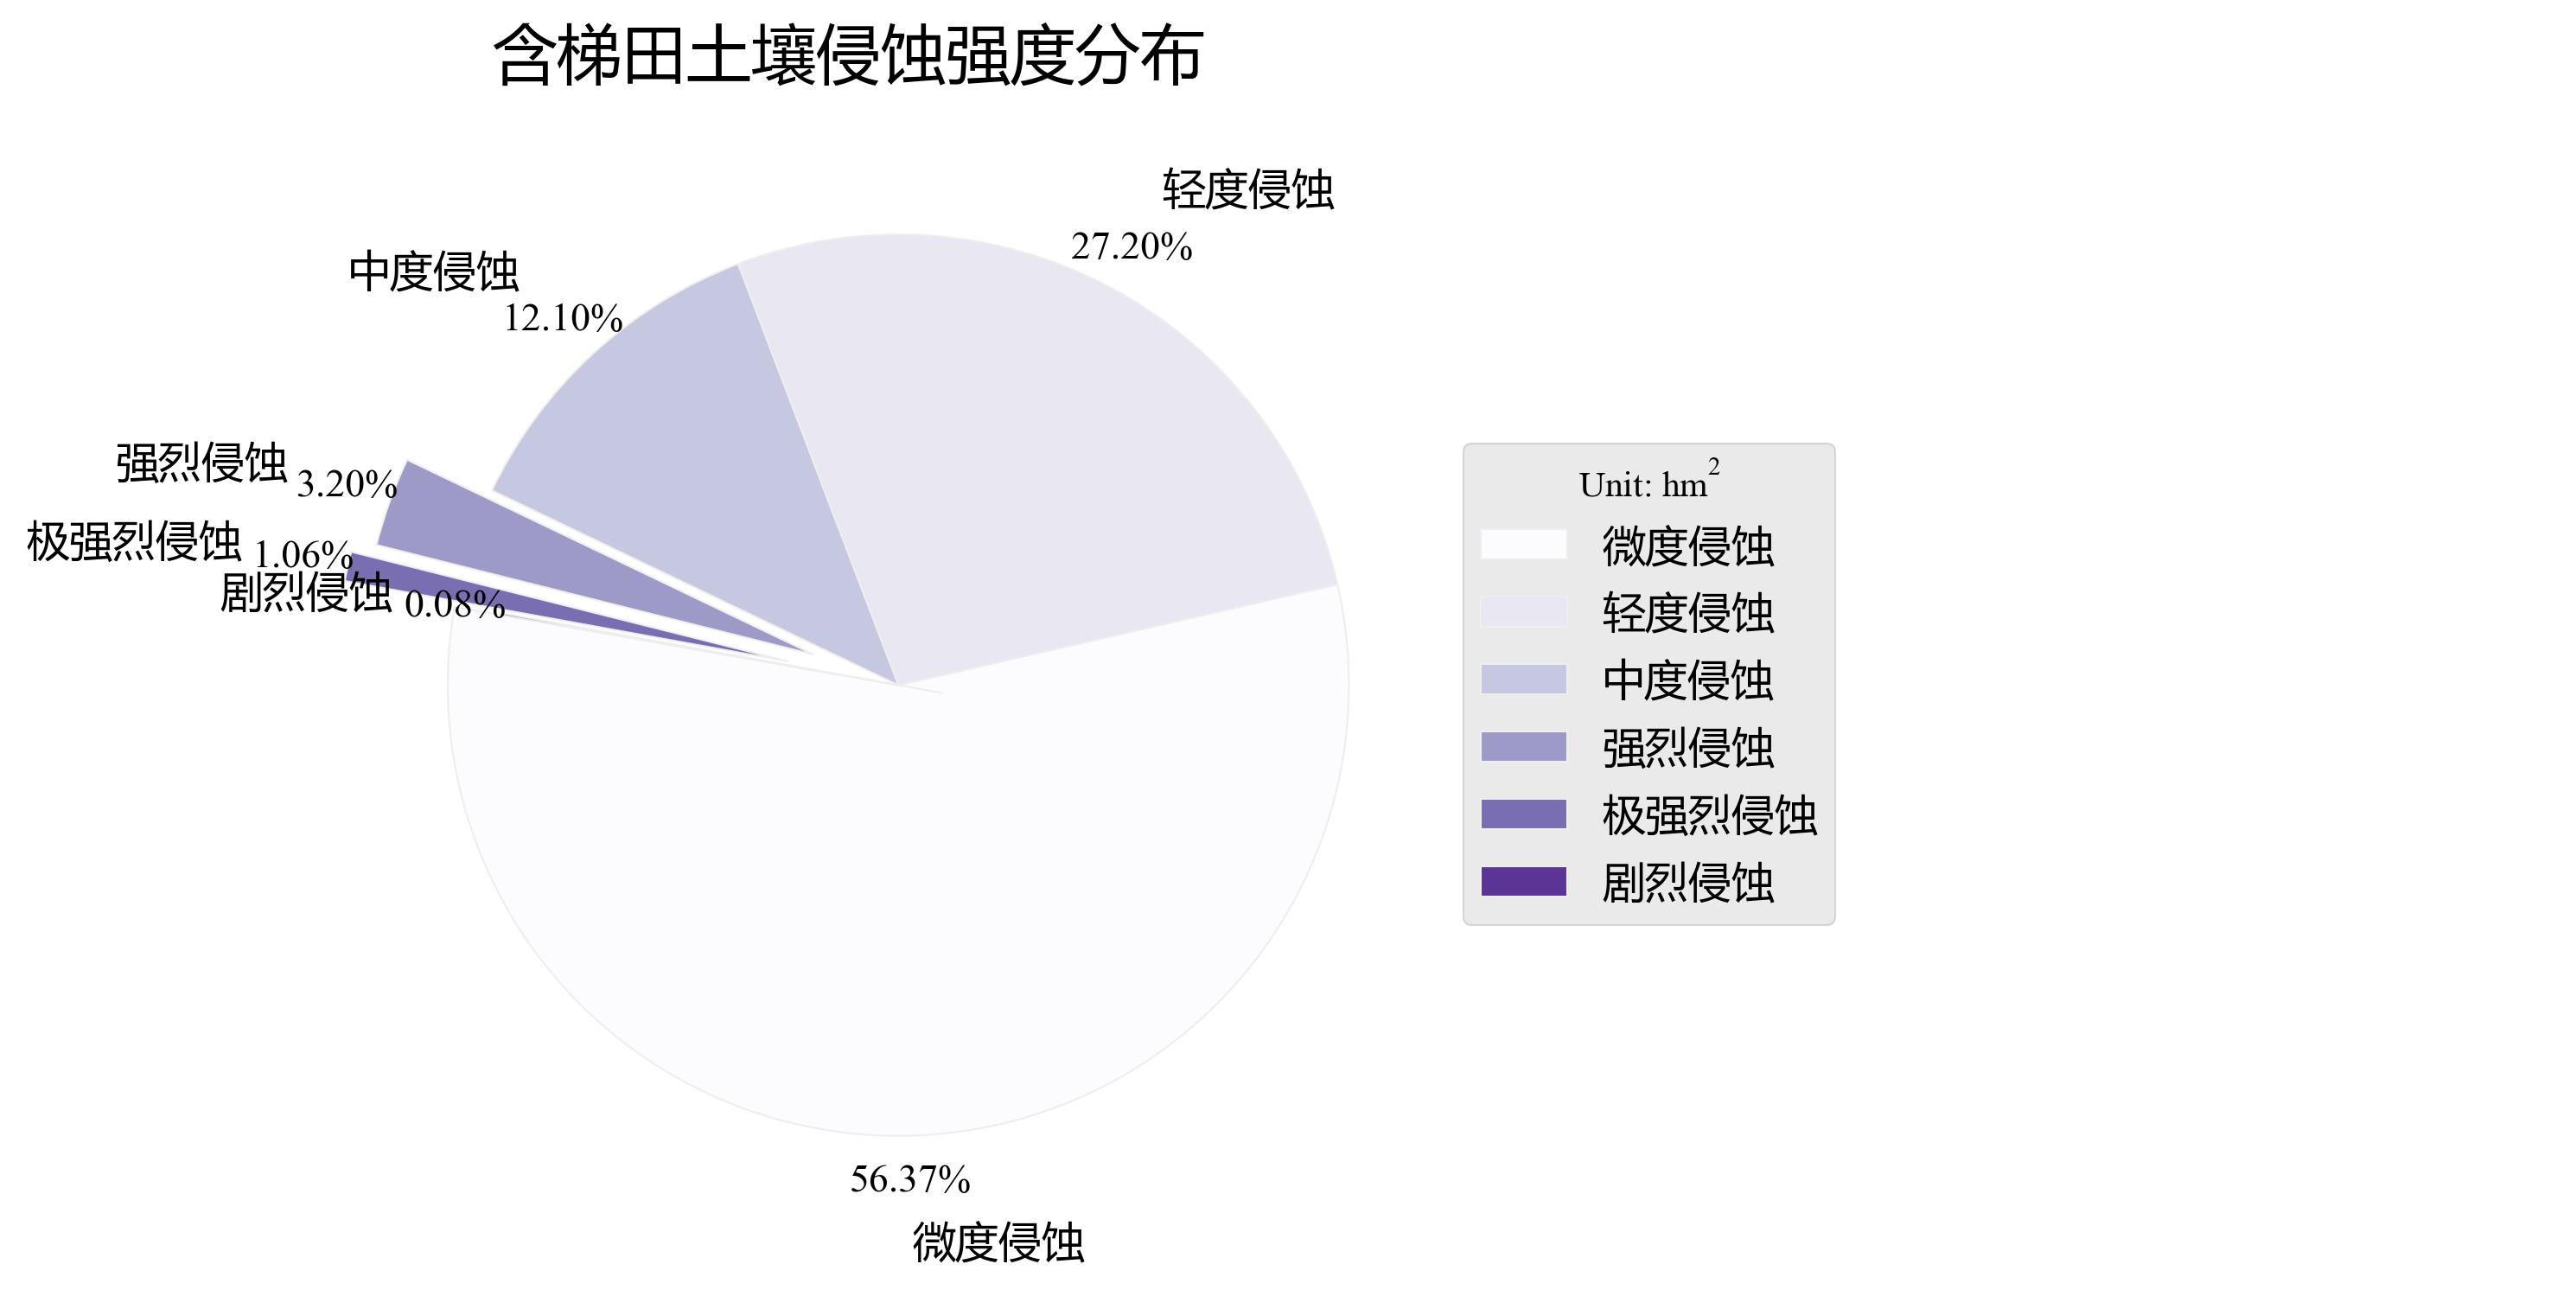 含梯田土壤侵蚀强度分布
轻度侵蚀
27.20%
中度侵蚀
12.10%
强烈侵蚀
3.20%
极强烈侵蚀
1.06%
剧烈侵蚀
0.08%
56.37%
微度侵蚀
Unit: hm²
微度侵蚀
轻度侵蚀
中度侵蚀
强烈侵蚀
极强烈侵蚀
剧烈侵蚀